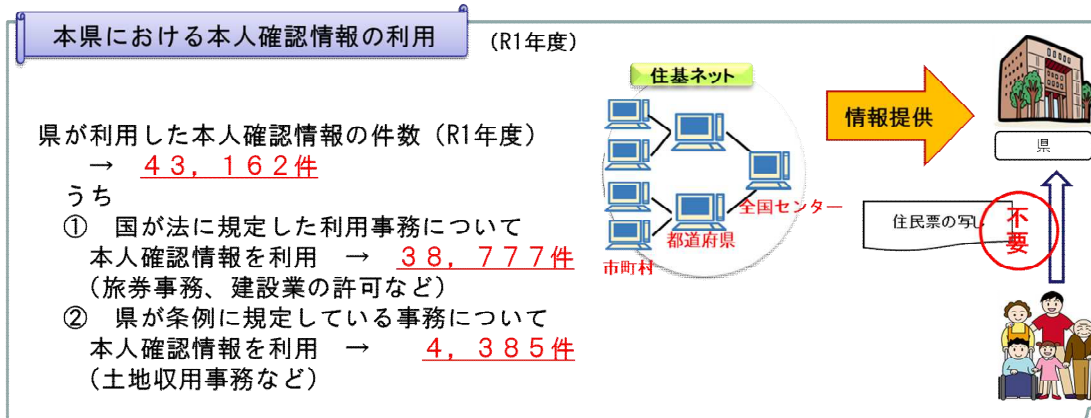 本県における本人確認情報の利用
(R1年度)
県が利用した本人確認情報の件数（R1年度）
→ ４３，１６２件
うち
① 国が法に規定した利用事務について
本人確認情報を利用 → ３８，７７７件
（旅券事務、建設業の許可など）
② 県が条例に規定している事務について
本人確認情報を利用 → ４，３８５件
（土地収用事務など）
住基ネット
全国センター
都道府県
市町村
情報提供
県
住民票の写し
不要